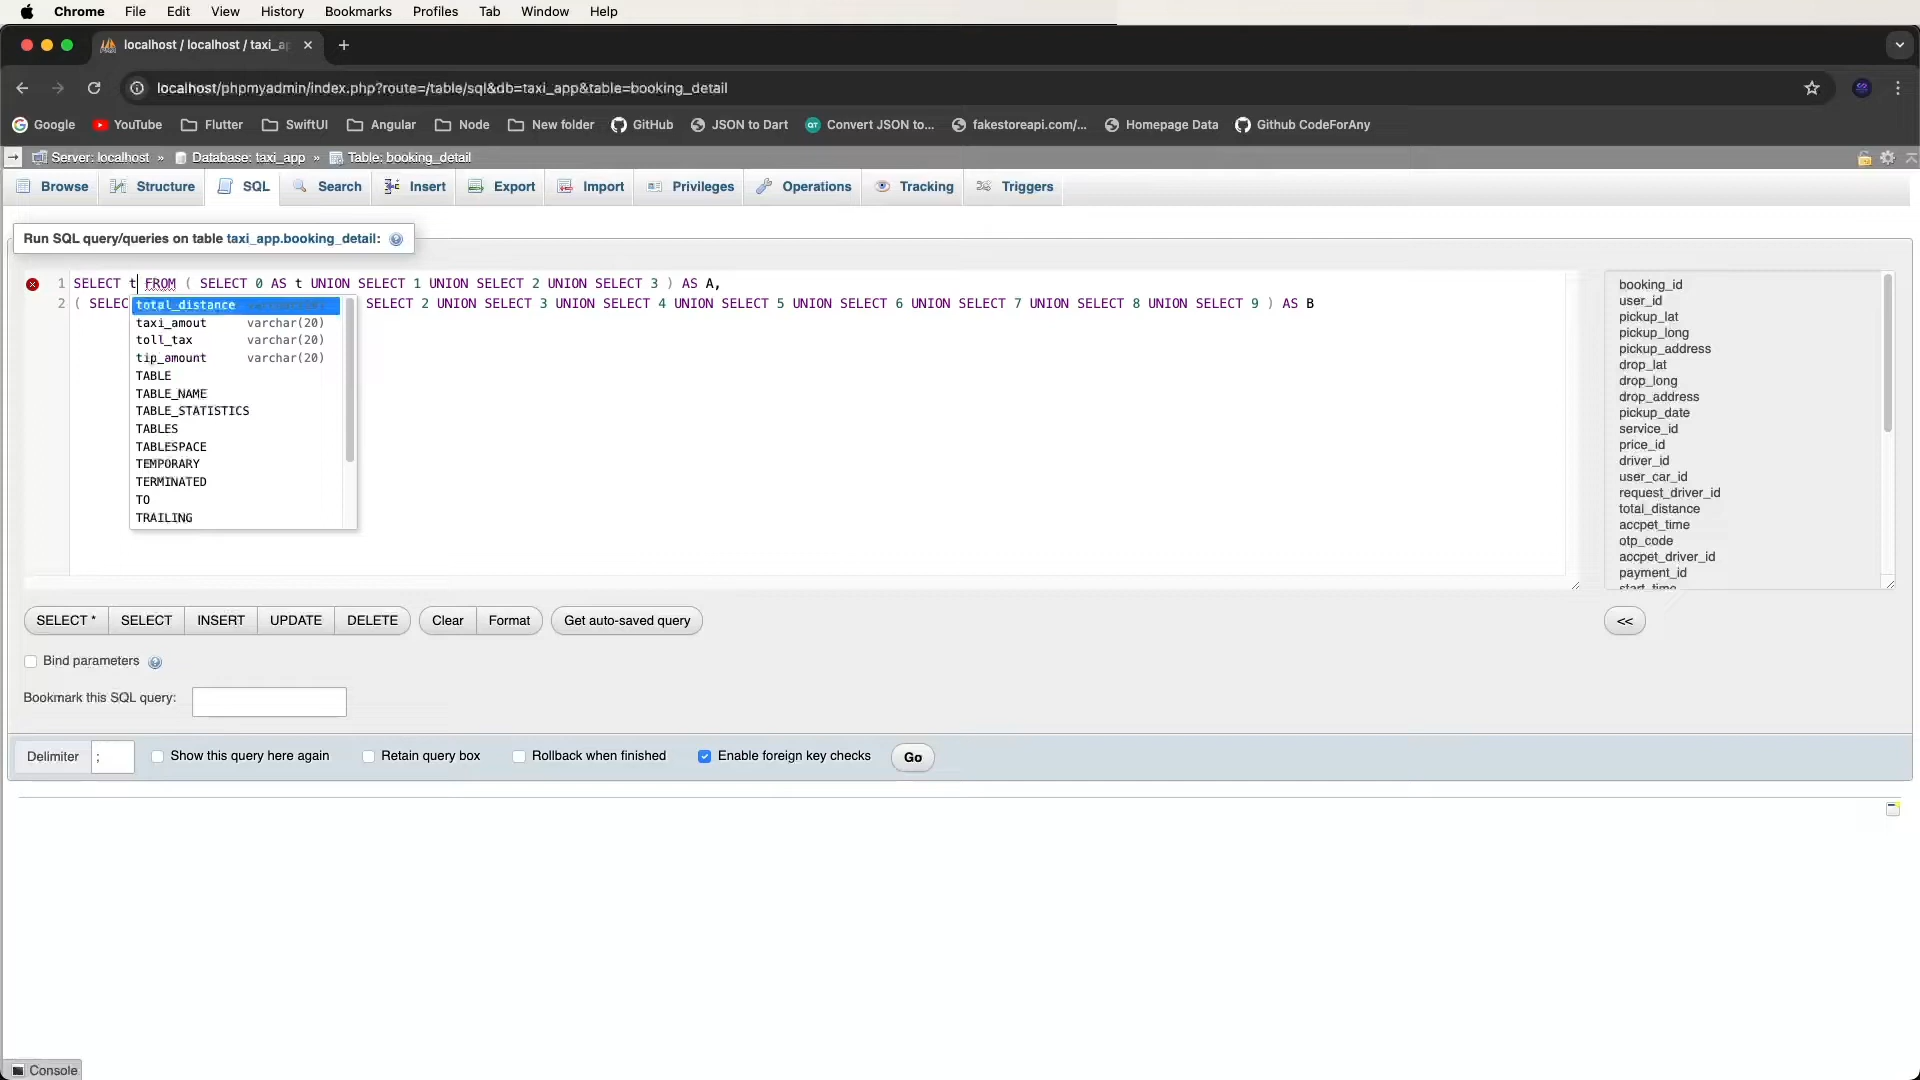 Chrome File Edit View History Bookmarks Profiles Tab Window Help
localhost / localhost / taxi_ap
localhost/phpmyadmin/index.php?route=/table/sql&db=taxi_app&table=booking_detail
Google YouTube Flutter SwiftUI Angular Node New folder GitHub JSON to Dart Convert JSON to... fakestoreapi.com/... Homepage Data Github CodeForAny
Server: localhost » Database: taxi_app » Table: booking_detail
Browse Structure SQL Search Insert Export Import Privileges Operations Tracking Triggers
Run SQL query/queries on table taxi_app.booking_detail:
1 SELECT t FROM ( SELECT 0 AS t UNION SELECT 1 UNION SELECT 2 UNION SELECT 3 ) AS A,
2 ( SELEC SELECT 2 UNION SELECT 3 UNION SELECT 4 UNION SELECT 5 UNION SELECT 6 UNION SELECT 7 UNION SELECT 8 UNION SELECT 9 ) AS B
total_distance
taxi_amout varchar(20)
toll_tax varchar(20)
tip_amount varchar(20)
TABLE
TABLE_NAME
TABLE_STATISTICS
TABLES
TABLESPACE
TEMPORARY
TERMINATED
TO
TRAILING
booking_id
user_id
pickup_lat
pickup_long
pickup_address
drop_lat
drop_long
drop_address
pickup_date
service_id
price_id
driver_id
user_car_id
request_driver_id
total_distance
accpet_time
otp_code
accpet_driver_id
payment_id
start_time
SELECT * SELECT INSERT UPDATE DELETE Clear Format Get auto-saved query <<
Bind parameters
Bookmark this SQL query:
Delimiter ; Show this query here again Retain query box Rollback when finished Enable foreign key checks Go
Console